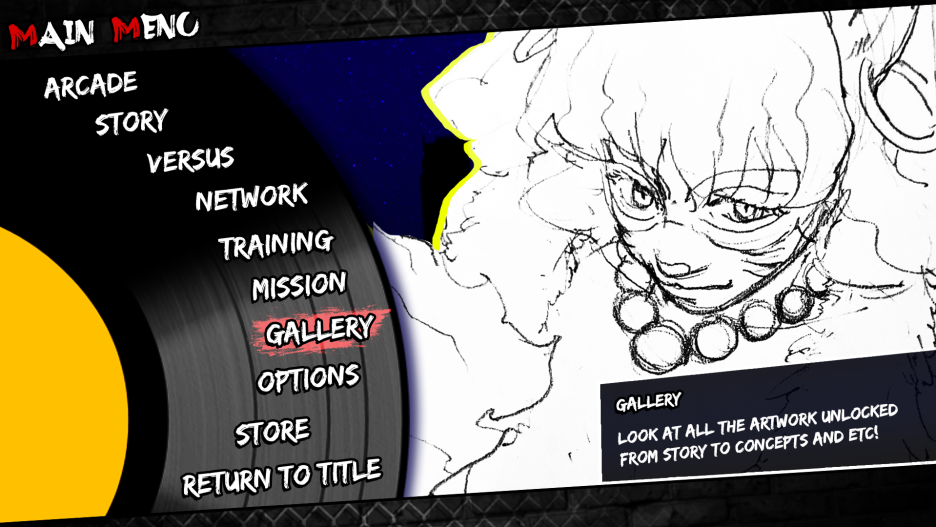 MAIN MENU
ARCADE
STORY
VERSUS
NETWORK
TRAINING
MISSION
GALLERY
OPTIONS
STORE
RETURN TO TITLE
GALLERY
LOOK AT ALL THE ARTWORK UNLOCKED
FROM STORY TO CONCEPTS AND ETC!